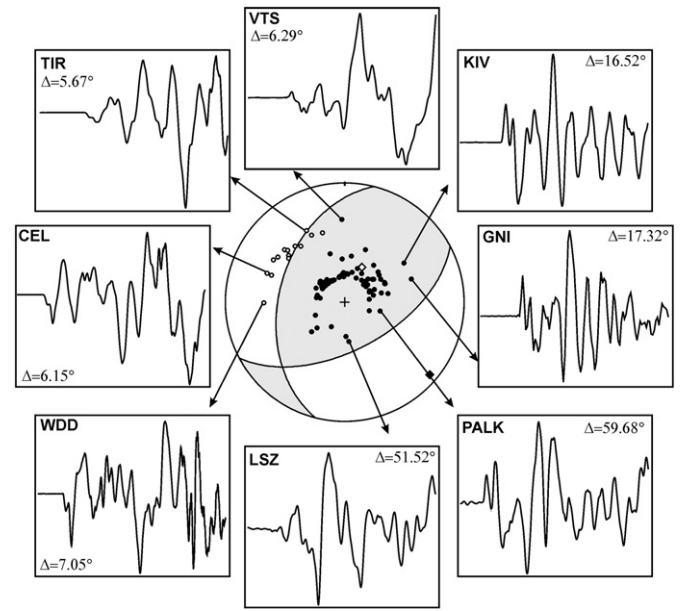 VTS
Δ=6.29°
TIR
Δ=5.67°
KIV
Δ=16.52°
CEL
Δ=6.15°
GNI
Δ=17.32°
WDD
Δ=7.05°
LSZ
Δ=51.52°
PALK
Δ=59.68°